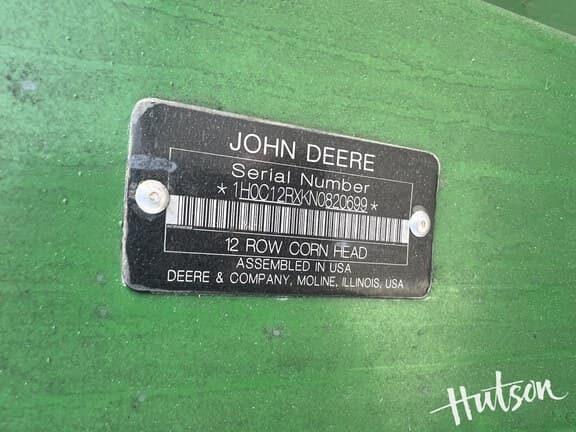 JOHN DEERE
Serial Number
*1H0C12RXKN0820699*
12 ROW CORN HEAD
ASSEMBLED IN USA
DEERE & COMPANY, MOLINE, ILLINOIS, USA
Hutson